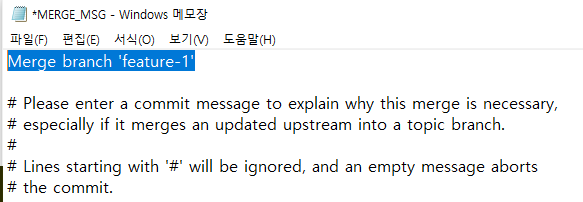 *MERGE_MSG - Windows 메모장
파일(F) 편집(E) 서식(O) 보기(V) 도움말(H)
Merge branch 'feature-1'
# Please enter a commit message to explain why this merge is necessary,
# especially if it merges an updated upstream into a topic branch.
#
# Lines starting with '#' will be ignored, and an empty message aborts
# the commit.